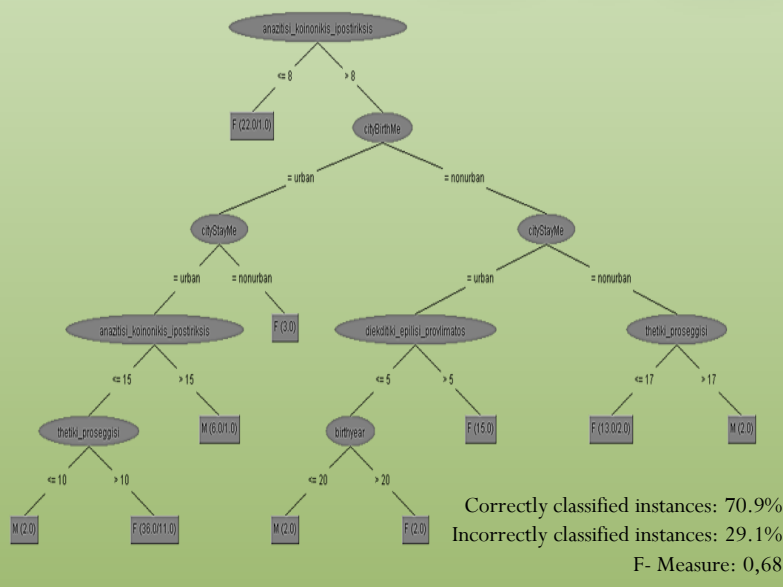 anazitisi_koinonikis_ipostiriksis
<= 8
> 8
F (22.0/1.0)
cityBirthMe
= urban
= nonurban
cityStayMe
cityStayMe
= urban
= nonurban
= urban
= nonurban
anazitisi_koinonikis_ipostiriksis
F (3.0)
diekditiki_epilisi_provlimatos
thetiki_proseggisi
<= 15
> 15
<= 5
> 5
<= 17
> 17
thetiki_proseggisi
M (6.0/1.0)
birthyear
F (15.0)
F (13.0/2.0)
M (2.0)
<= 10
> 10
<= 20
> 20
M (2.0)
F (36.0/11.0)
M (2.0)
F (2.0)
Correctly classified instances: 70.9%
Incorrectly classified instances: 29.1%
F- Measure: 0,68